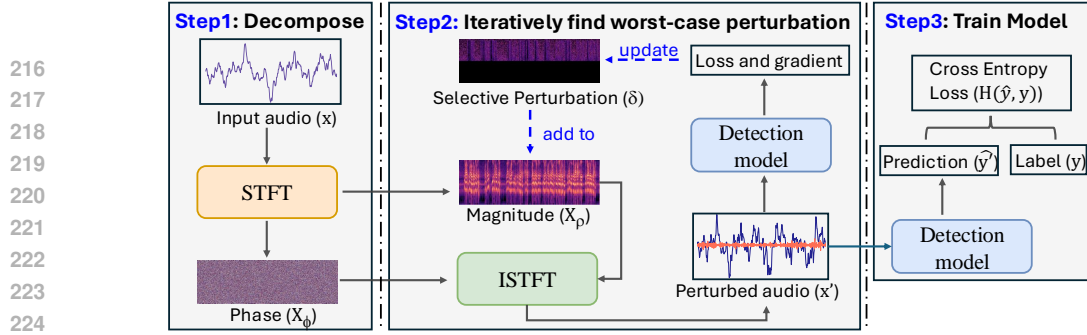 216
217
218
219
220
221
222
223
224
Step1: Decompose
Input audio (x)
STFT
Phase (X_ϕ)
Step2: Iteratively find worst-case perturbation
update
Loss and gradient
Selective Perturbation (δ)
add to
Detection
model
Magnitude (X_ρ)
ISTFT
Perturbed audio (x′)
Step3: Train Model
Cross Entropy
Loss (H(ŷ, y))
Prediction (ŷ′)
Label (y)
Detection
model